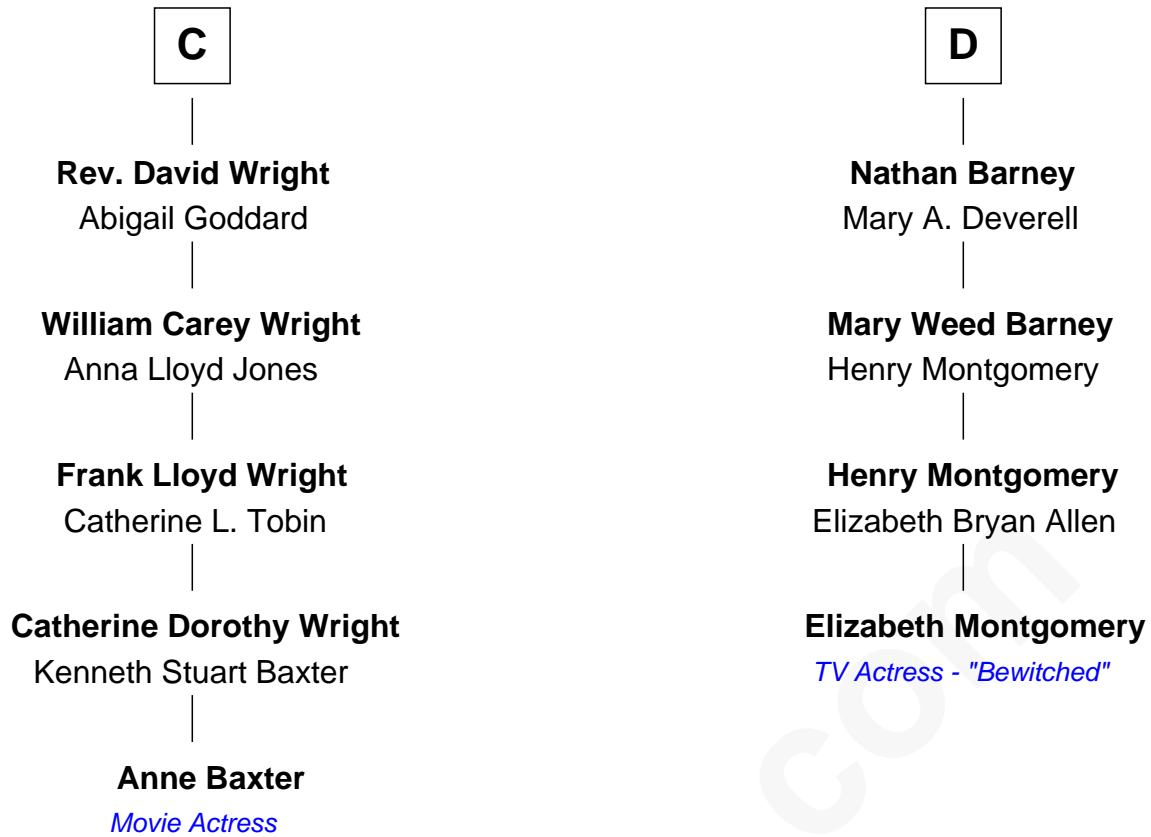 C
Rev. David Wright
Abigail Goddard
William Carey Wright
Anna Lloyd Jones
Frank Lloyd Wright
Catherine L. Tobin
Catherine Dorothy Wright
Kenneth Stuart Baxter
Anne Baxter
Movie Actress
D
Nathan Barney
Mary A. Deverell
Mary Weed Barney
Henry Montgomery
Henry Montgomery
Elizabeth Bryan Allen
Elizabeth Montgomery
TV Actress - "Bewitched"
com